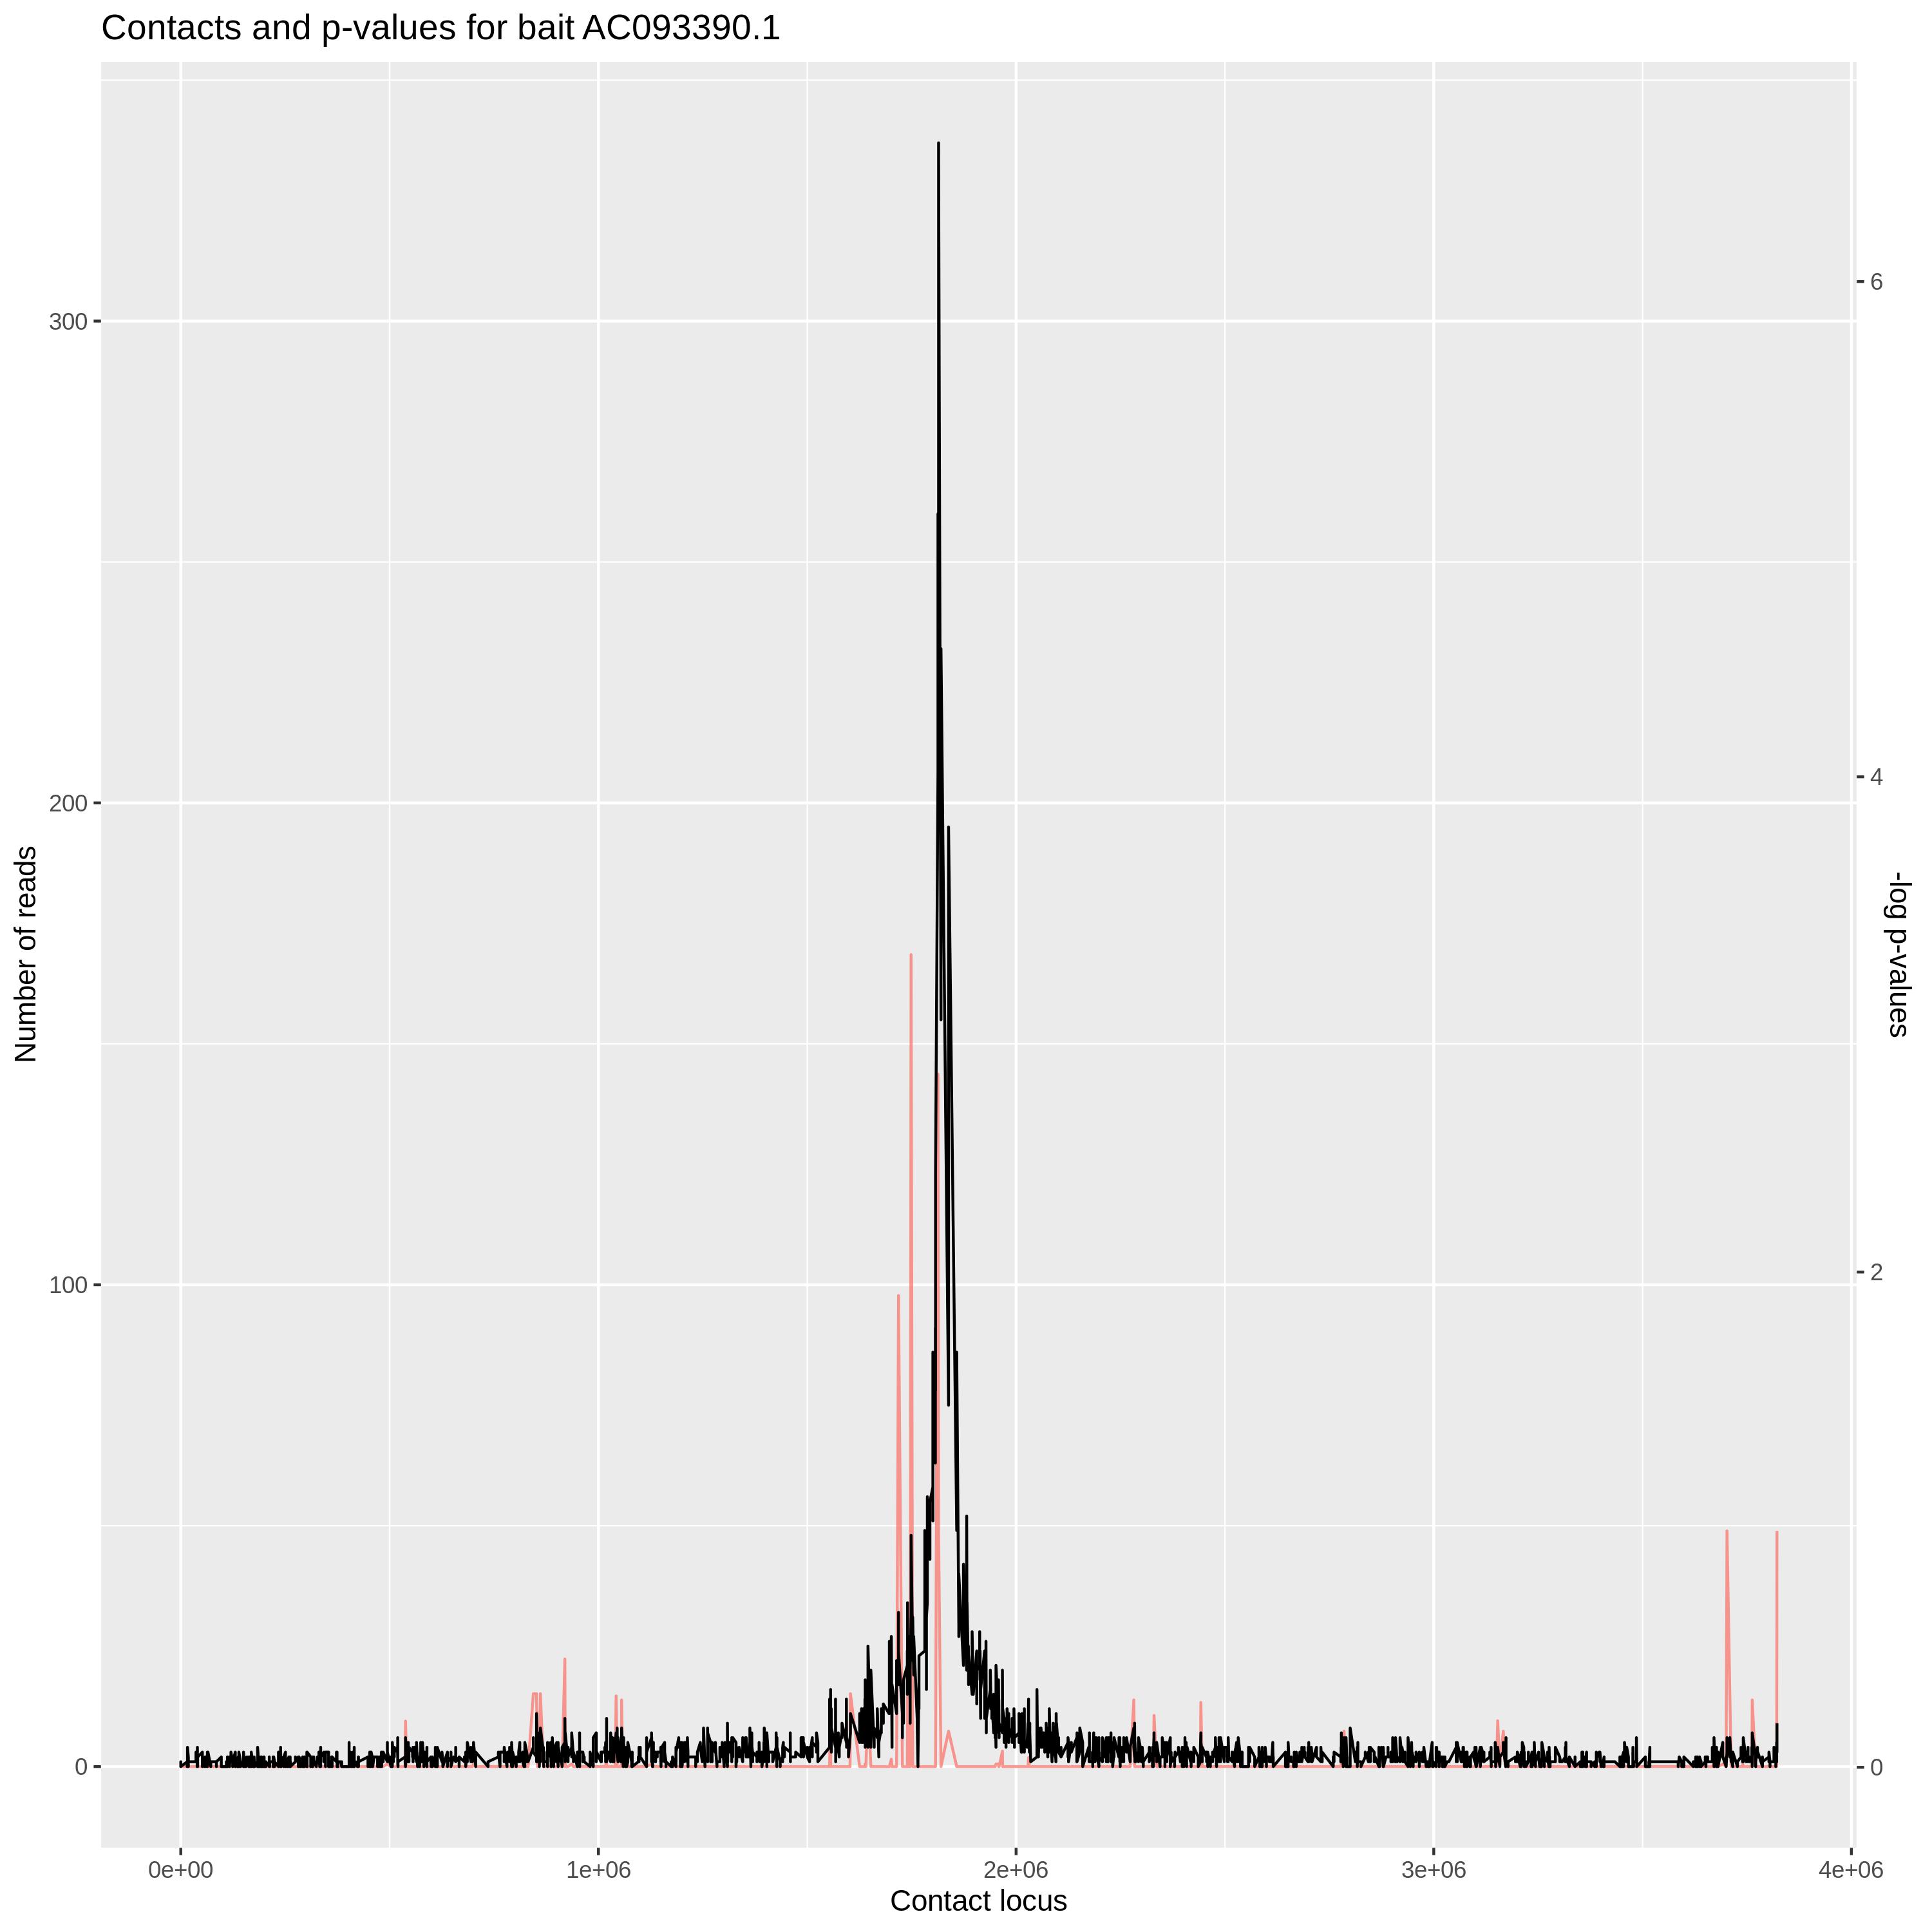 Contacts and p-values for bait AC093390.1
Number of reads
300
200
100
0
6
4
2
0
-log p-values
0e+00
1e+06
2e+06
3e+06
4e+06
Contact locus